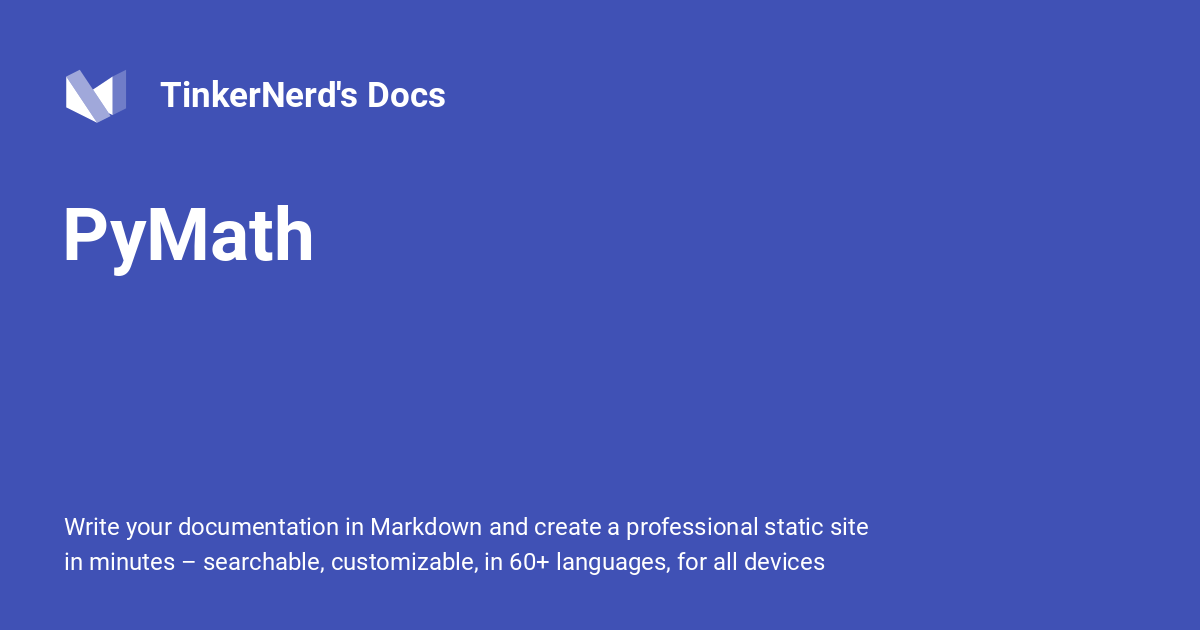 TinkerNerd's Docs
PyMath
Write your documentation in Markdown and create a professional static site
in minutes – searchable, customizable, in 60+ languages, for all devices